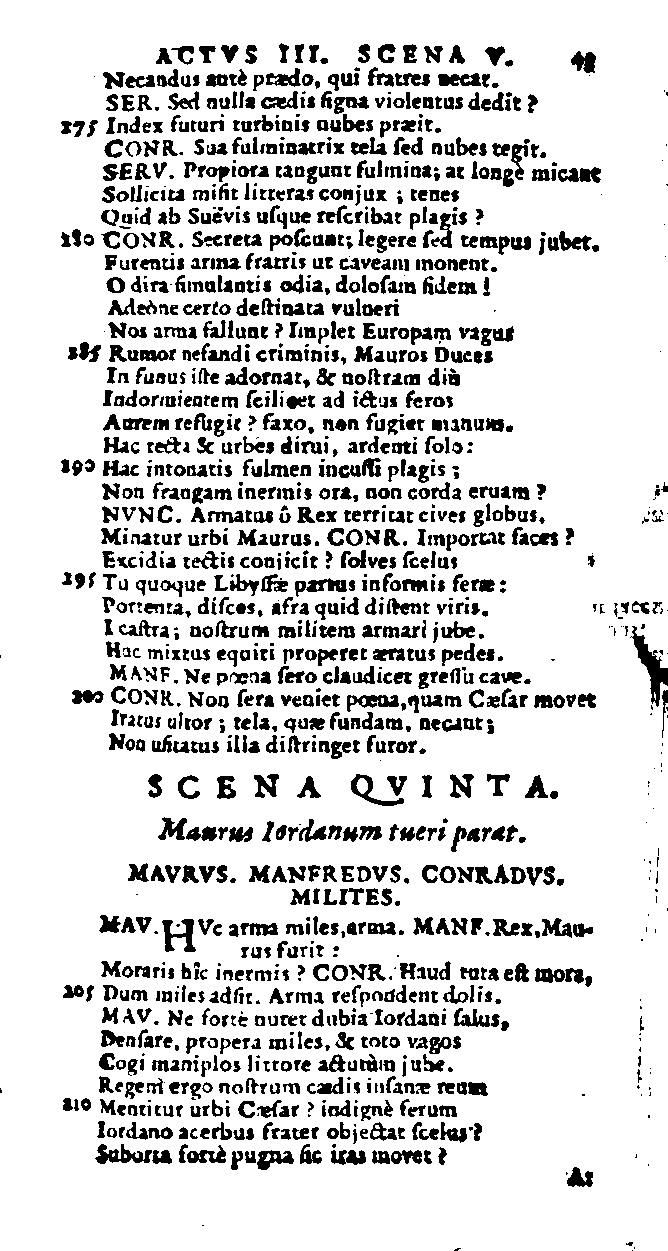 ACTVS III. SCENA V. 43
Necandus antè prædo, qui fratres necat.
SER. Sed nulla cædis ſigna violentus dedit?
275 Index futuri turbinis nubes præit.
CONR. Sua fulminatrix tela ſed nubes tegit.
SERV. Propiora tangunt fulmina; at longè micant
Sollicita miſit litteras conjux; tenes
Quid ab Suëvis uſque reſcribat plagis?
280 CONR. Secreta poſcunt; legere ſed tempus jubet.
Furentis arma fratris ut caveam monent.
O dira ſimulantis odia, doloſam fidem!
Adeòne certo deſtinata vulneri
Nos arma fallunt? Implet Europam vagus
285 Rumor nefandi criminis, Mauros Duces
In funus iſte adornat, & noſtram diù
Indormientem ſcilicet ad ictus feros
Aurem refugit? faxo, non fugiet manum.
Hac tecta & urbes dirui, ardenti ſolo:
290 Hac intonatis fulmen incuſſi plagis;
Non frangam inermis ora, non corda eruam?
NVNC. Armatus ô Rex territat cives globus,
Minatur urbi Maurus. CONR. Importat faces?
Excidia tectis conjicit? ſolves ſcelus
295 Tu quoque Libyſſæ partus informis feræ:
Portenta, diſces, afra quid diſtent viris.
I caſtra; noſtrum militem armari jube.
Huc mixtus equiti properet æratus pedes.
MANF. Ne pœna ſero claudicet greſſu cave.
200 CONR. Non ſera veniet pœna, quam Cæſar movet
Iratus ultor; tela, quæ fundam, necant;
Non uſitatus illa diſtringet furor.
SCENA QVINTA.
Maurus Iordanum tueri parat.
MAVRVS. MANFREDVS. CONRADVS.
MILITES.
MAV. HVc arma miles, arma. MANF. Rex, Mau-
rus furit:
Moraris hîc inermis? CONR. Haud tuta eſt mora,
205 Dum miles adſit. Arma reſpondent dolis.
MAV. Ne fortè nutet dubia Iordani ſalus,
Denſare, propera miles, & toto vagos
Cogi maniplos littore actutùm jube.
Regem ergo noſtrum cædis inſanæ reum
210 Mentitur urbi Cæſar? indignè ferum
Iordano acerbus frater objectat ſcelus?
Suborta fortè pugna ſic iras movet?
A: